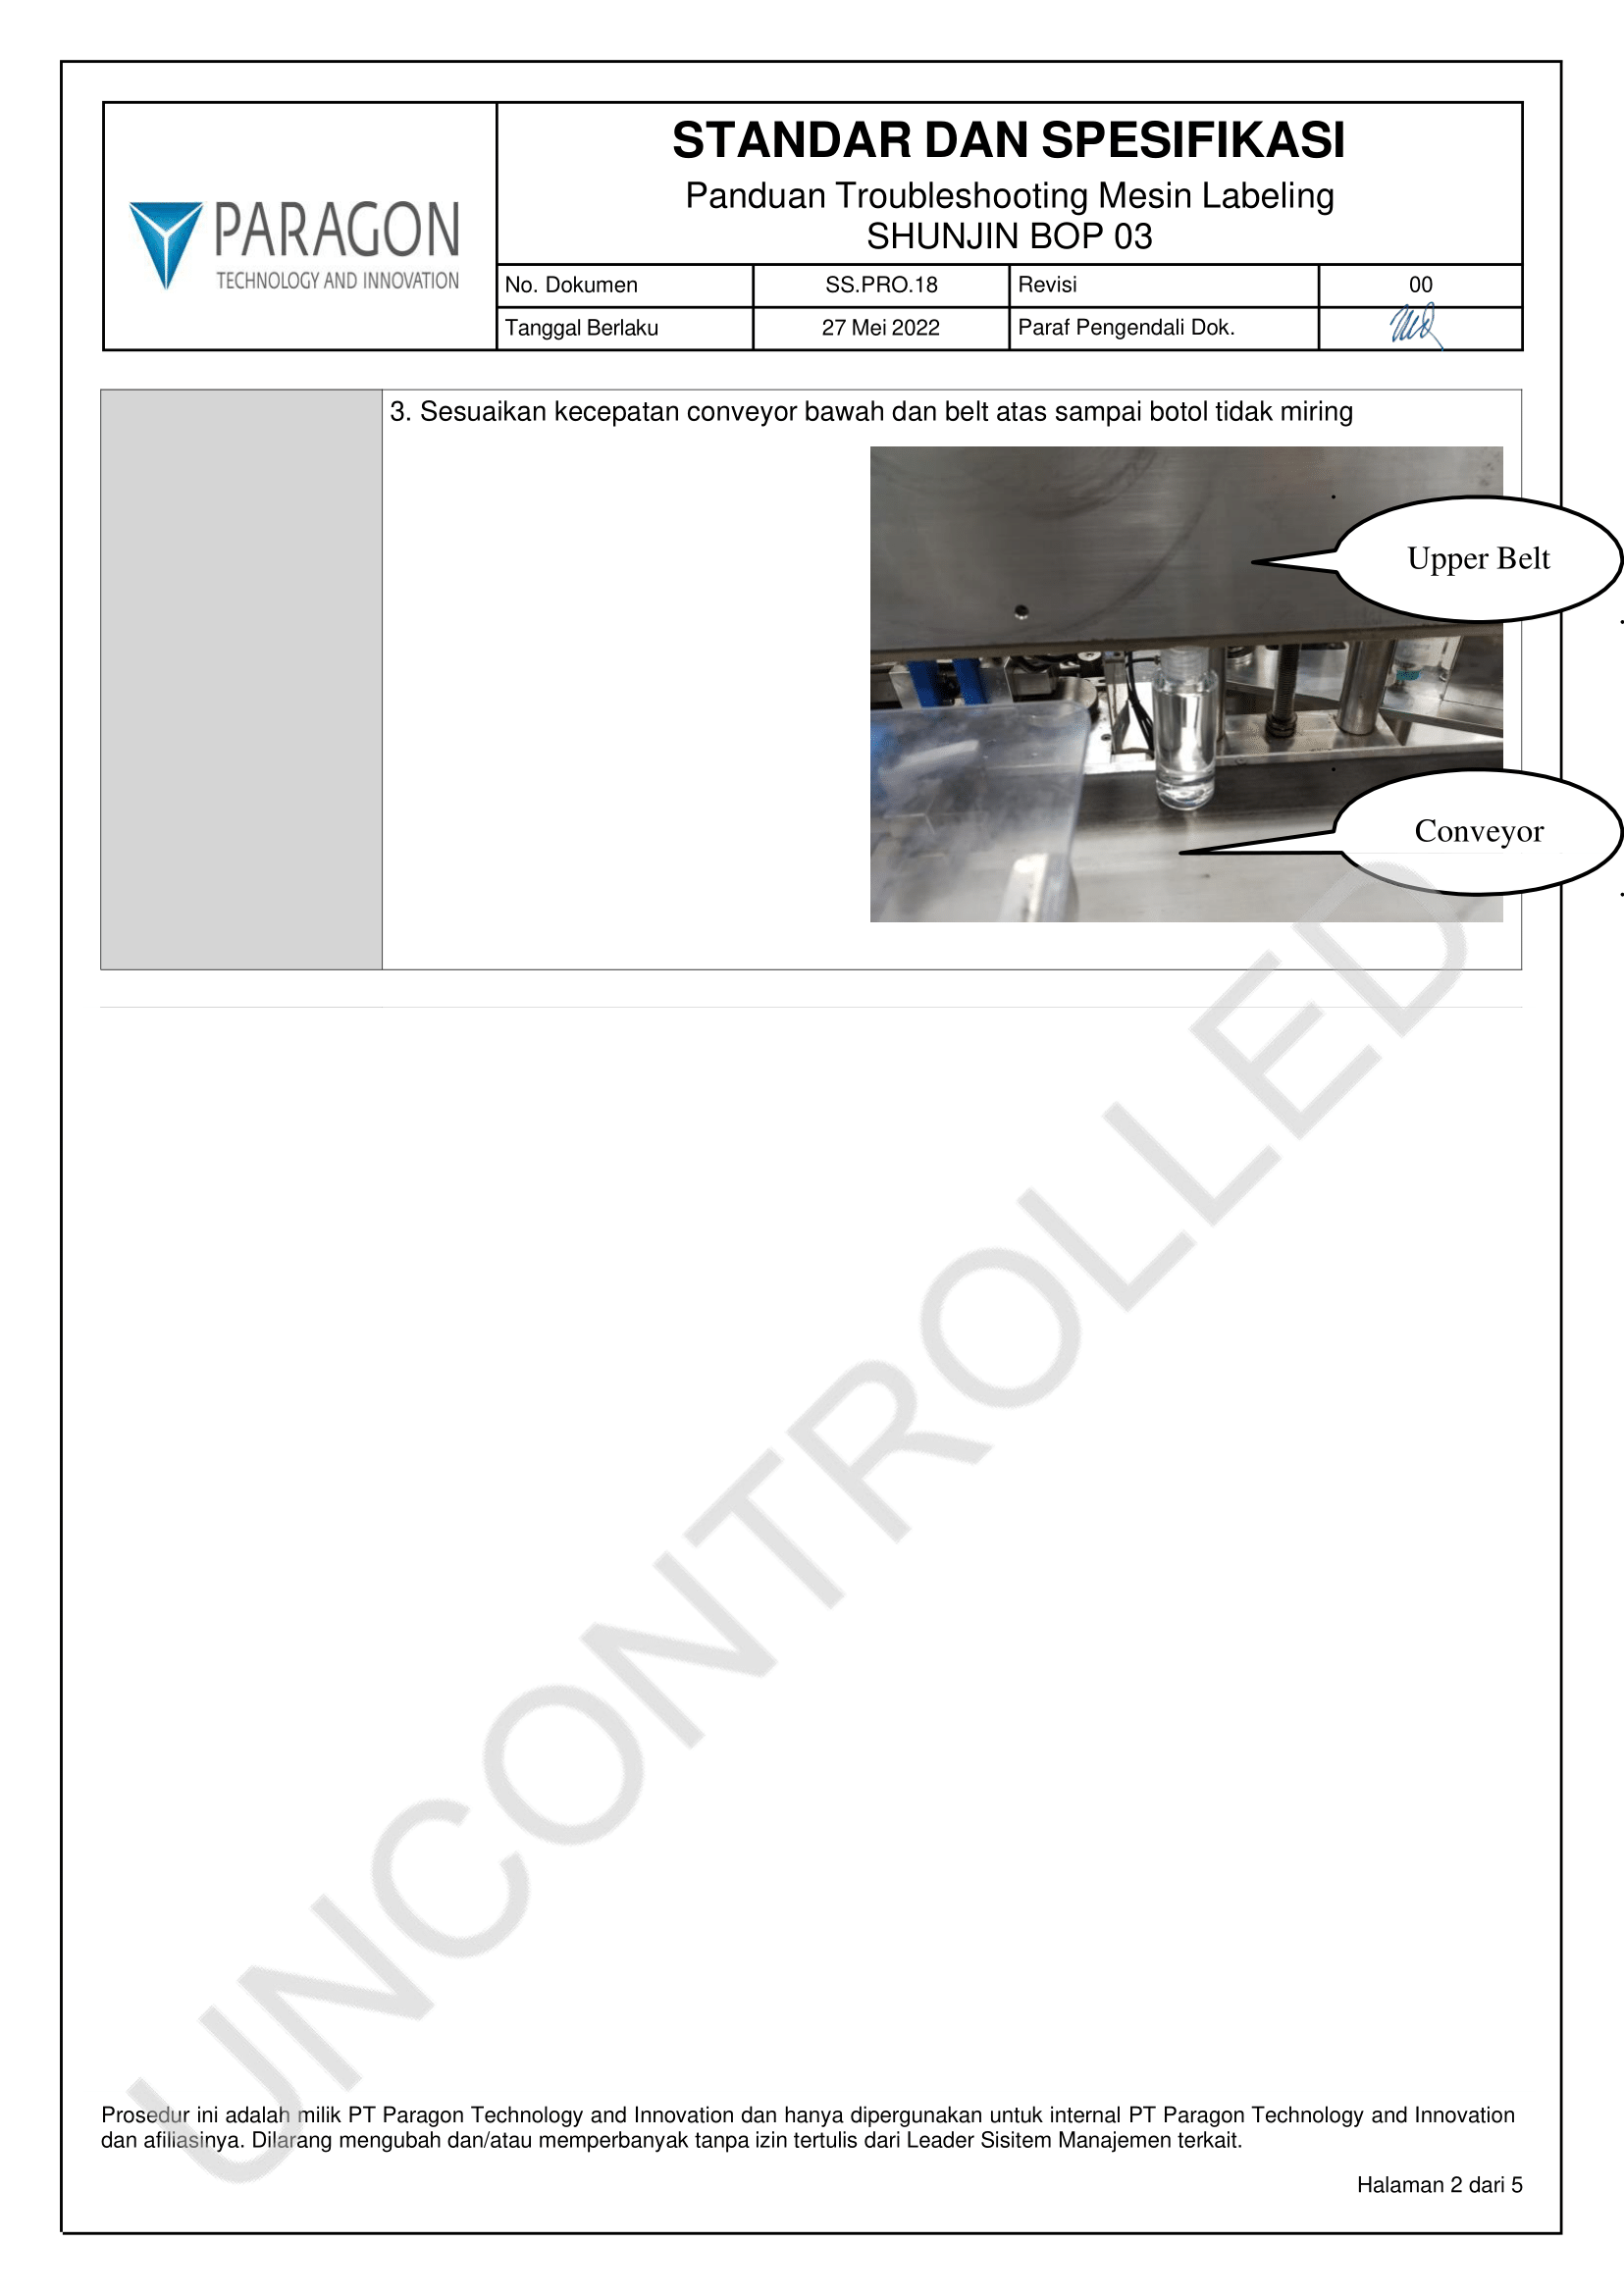 PARAGON
TECHNOLOGY AND INNOVATION
STANDAR DAN SPESIFIKASI
Panduan Troubleshooting Mesin Labeling
SHUNJIN BOP 03
No. Dokumen SS.PRO.18 Revisi 00
Tanggal Berlaku 27 Mei 2022 Paraf Pengendali Dok.
3. Sesuaikan kecepatan conveyor bawah dan belt atas sampai botol tidak miring
Upper Belt
Conveyor
UNCONTROLLED
Prosedur ini adalah milik PT Paragon Technology and Innovation dan hanya dipergunakan untuk internal PT Paragon Technology and Innovation
dan afiliasinya. Dilarang mengubah dan/atau memperbanyak tanpa izin tertulis dari Leader Sisitem Manajemen terkait.
Halaman 2 dari 5